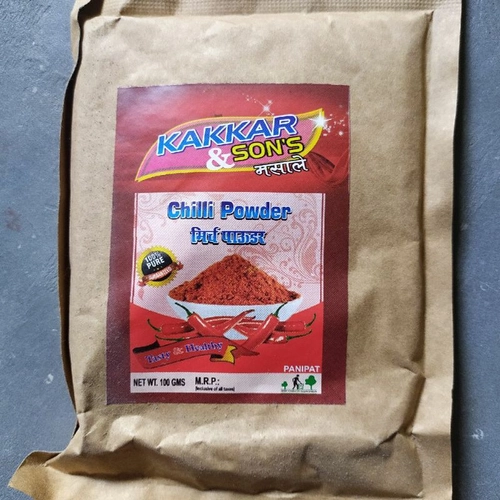 KAKKAR
& SON'S
मसाले
Chilli Powder
मिर्च पाऊडर
100%
PURE
Tasty & Healthy
PANIPAT
NET WT. 100 GMS
M.R.P.:
(Inclusive of all taxes)